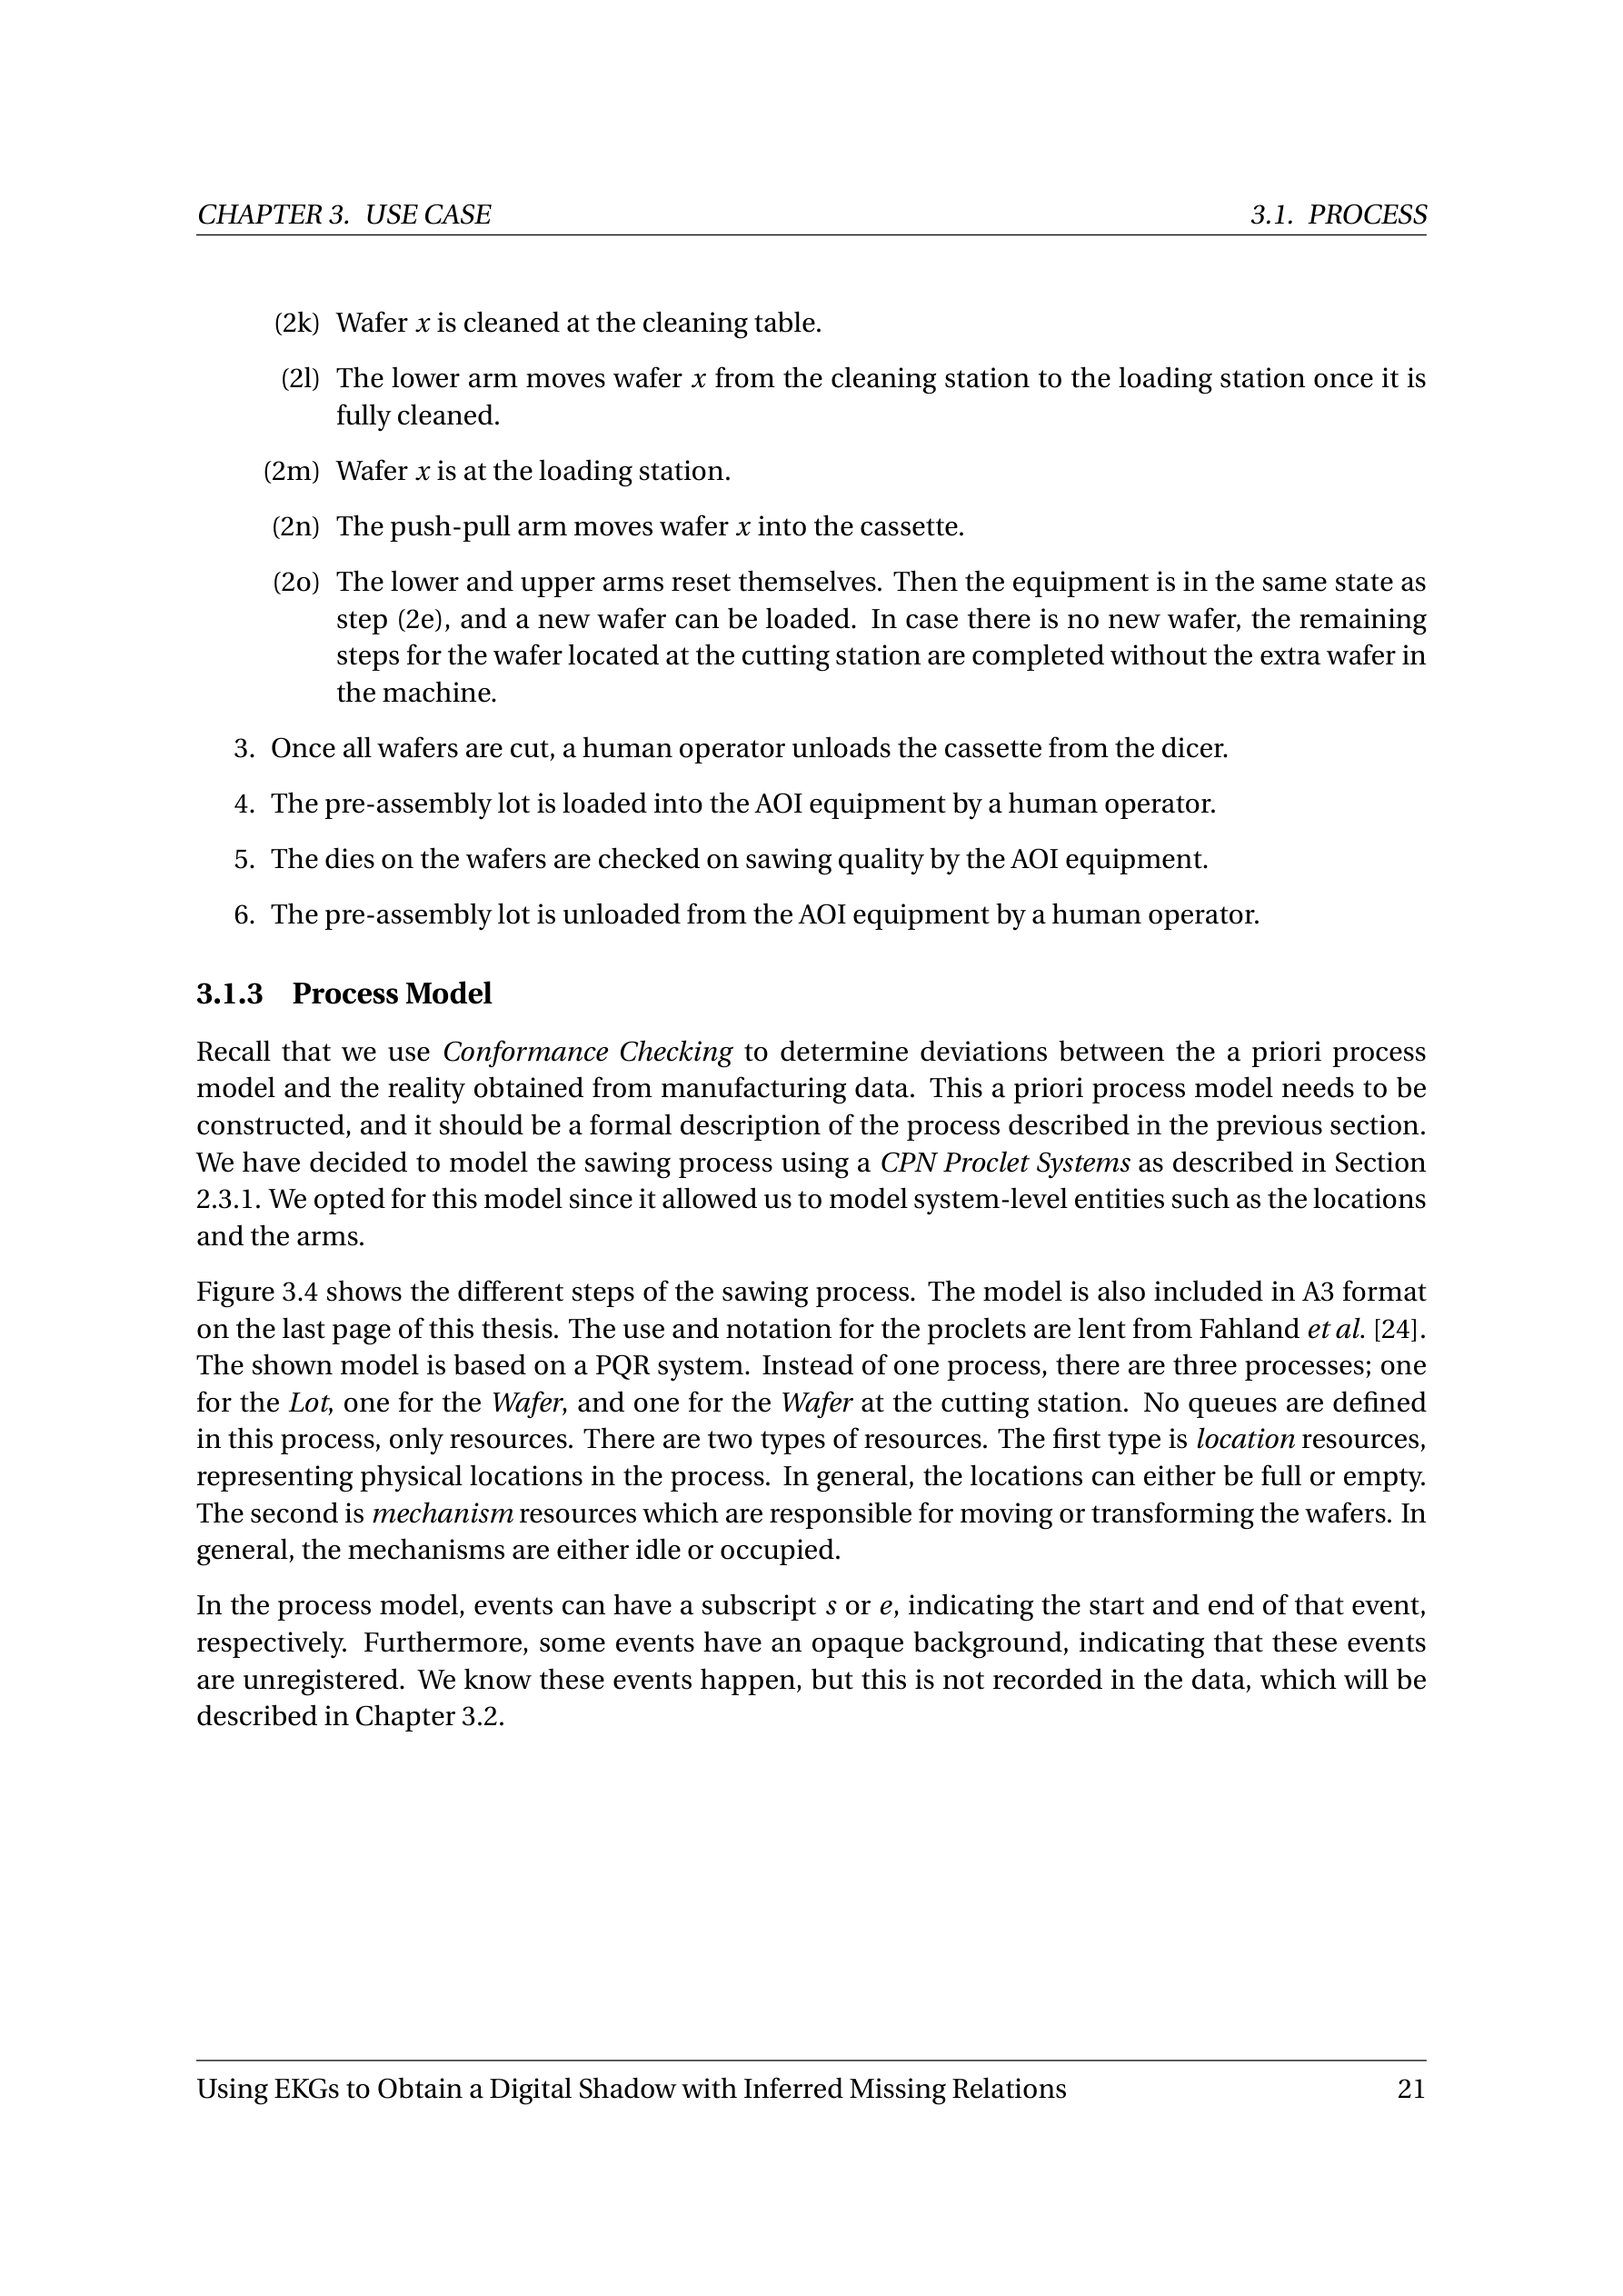 CHAPTER 3. USE CASE 3.1. PROCESS
(2k) Wafer x is cleaned at the cleaning table.
(2l) The lower arm moves wafer x from the cleaning station to the loading station once it is
fully cleaned.
(2m) Wafer x is at the loading station.
(2n) The push-pull arm moves wafer x into the cassette.
(2o) The lower and upper arms reset themselves. Then the equipment is in the same state as
step (2e), and a new wafer can be loaded. In case there is no new wafer, the remaining
steps for the wafer located at the cutting station are completed without the extra wafer in
the machine.
3. Once all wafers are cut, a human operator unloads the cassette from the dicer.
4. The pre-assembly lot is loaded into the AOI equipment by a human operator.
5. The dies on the wafers are checked on sawing quality by the AOI equipment.
6. The pre-assembly lot is unloaded from the AOI equipment by a human operator.
3.1.3 Process Model
Recall that we use Conformance Checking to determine deviations between the a priori process
model and the reality obtained from manufacturing data. This a priori process model needs to be
constructed, and it should be a formal description of the process described in the previous section.
We have decided to model the sawing process using a CPN Proclet Systems as described in Section
2.3.1. We opted for this model since it allowed us to model system-level entities such as the locations
and the arms.
Figure 3.4 shows the different steps of the sawing process. The model is also included in A3 format
on the last page of this thesis. The use and notation for the proclets are lent from Fahland et al. [24].
The shown model is based on a PQR system. Instead of one process, there are three processes; one
for the Lot, one for the Wafer, and one for the Wafer at the cutting station. No queues are defined
in this process, only resources. There are two types of resources. The first type is location resources,
representing physical locations in the process. In general, the locations can either be full or empty.
The second is mechanism resources which are responsible for moving or transforming the wafers. In
general, the mechanisms are either idle or occupied.
In the process model, events can have a subscript s or e, indicating the start and end of that event,
respectively. Furthermore, some events have an opaque background, indicating that these events
are unregistered. We know these events happen, but this is not recorded in the data, which will be
described in Chapter 3.2.
Using EKGs to Obtain a Digital Shadow with Inferred Missing Relations 21